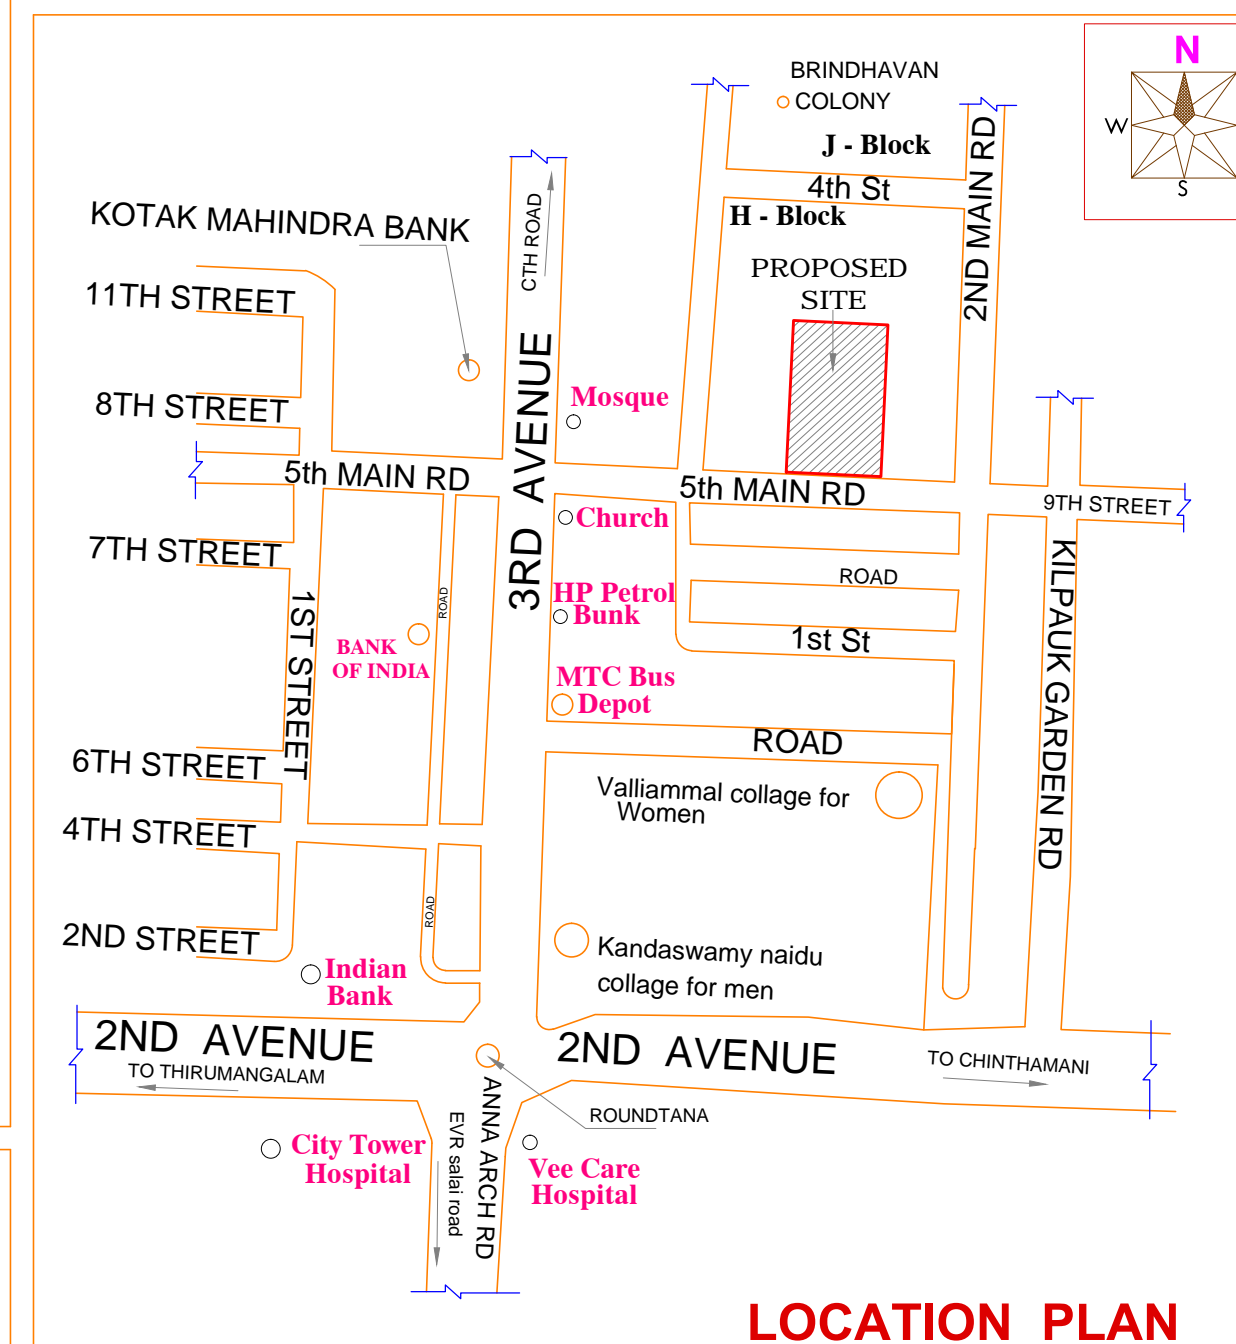 N
W
S
BRINDHAVAN
COLONY
J - Block
4th St
H - Block
2ND MAIN RD
PROPOSED
SITE
KOTAK MAHINDRA BANK
CTH ROAD
11TH STREET
8TH STREET
3RD AVENUE
Mosque
5th MAIN RD
5th MAIN RD
9TH STREET
Church
7TH STREET
ROAD
ROAD
HP Petrol
Bunk
1ST STREET
BANK
OF INDIA
1st St
KILPAUK GARDEN RD
MTC Bus
Depot
ROAD
6TH STREET
4TH STREET
Valliammal collage for
Women
ROAD
2ND STREET
Indian
Bank
Kandaswamy naidu
collage for men
2ND AVENUE
TO THIRUMANGALAM
2ND AVENUE
TO CHINTHAMANI
ROUNDTANA
EVR salai road
ANNA ARCH RD
City Tower
Hospital
Vee Care
Hospital
LOCATION PLAN